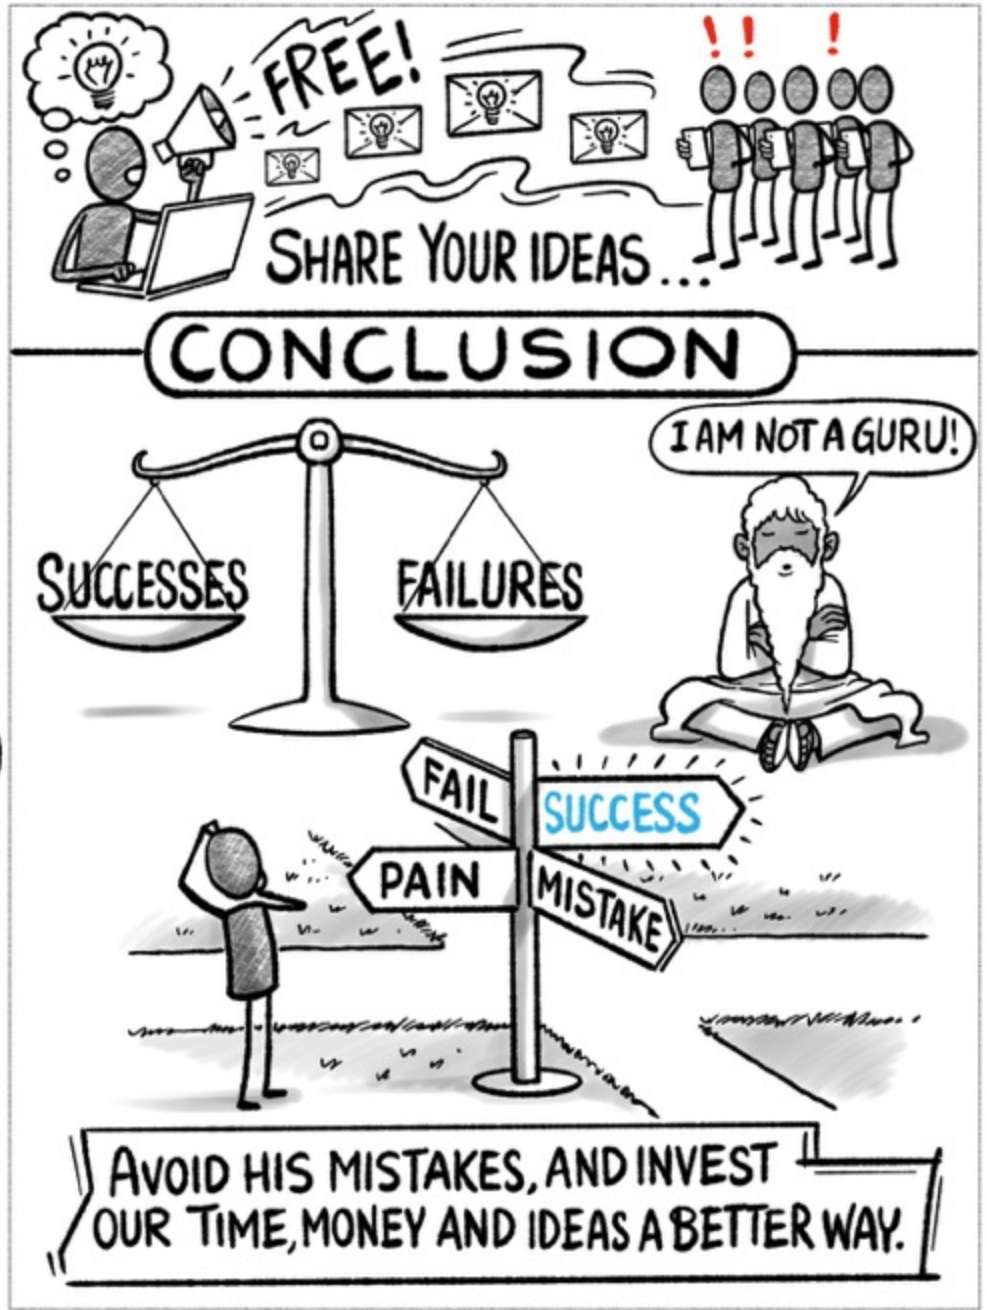 FREE!
! ! !
SHARE YOUR IDEAS...
CONCLUSION
I AM NOT A GURU!
SUCCESSES
FAILURES
FAIL
SUCCESS
PAIN
MISTAKE
AVOID HIS MISTAKES, AND INVEST
OUR TIME, MONEY AND IDEAS A BETTER WAY.